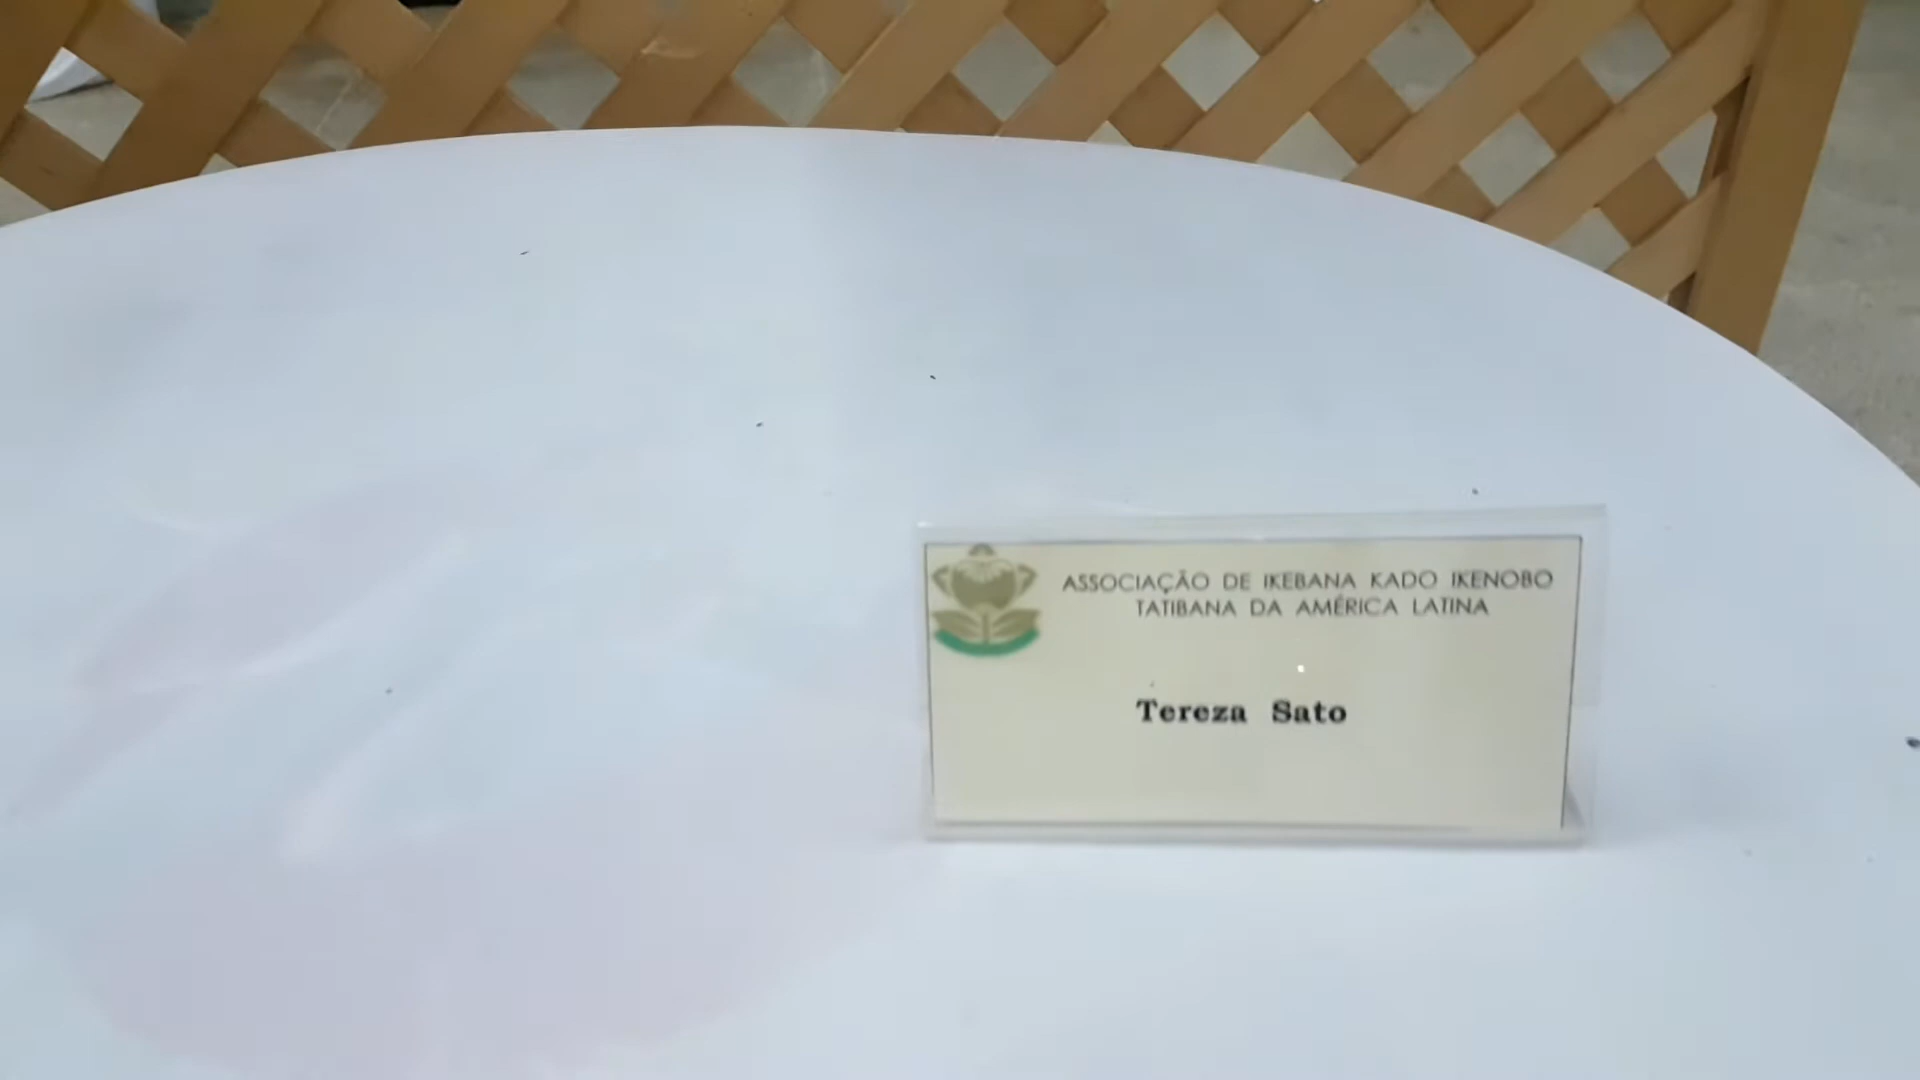 ASSOCIAÇÃO DE IKEBANA KADO IKENOBO
TATIBANA DA AMÉRICA LATINA
Tereza Sato